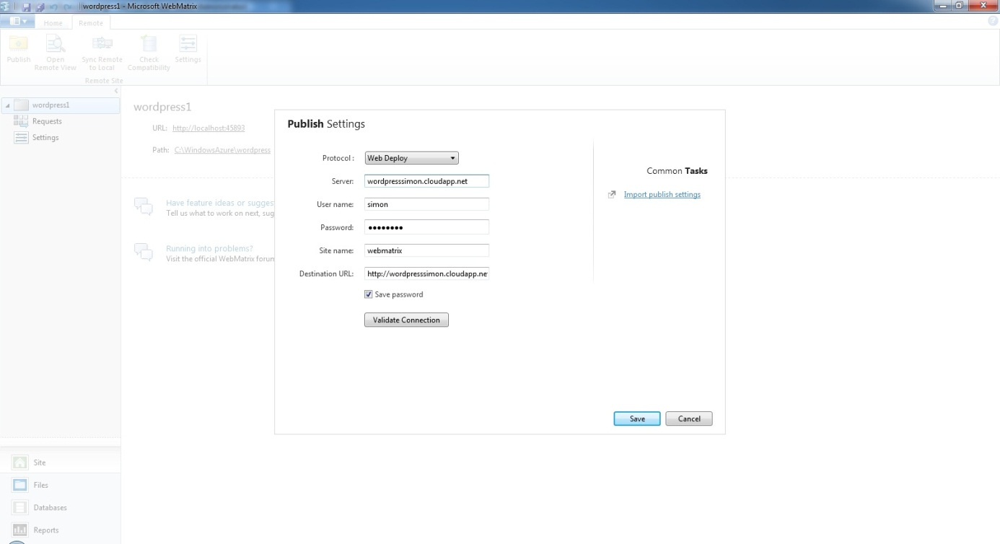 wordpress1 - Microsoft WebMatrix
Home Remote
Publish Open Remote View Sync Remote to Local Check Compatibility Settings
Remote Site
wordpress1
Requests
Settings
wordpress1
URL: http://localhost:45893
Path: C:\WindowsAzure\wordpress
Have feature ideas or sugges
Tell us what to work on next, sug
Running into problems?
Visit the official WebMatrix forum
Publish Settings
Protocol : Web Deploy
Server: wordpresssimon.cloudapp.net
User name: simon
Password: ••••••••
Site name: webmatrix
Destination URL: http://wordpresssimon.cloudapp.ne
Save password
Validate Connection
Common Tasks
Import publish settings
Save Cancel
Site
Files
Databases
Reports